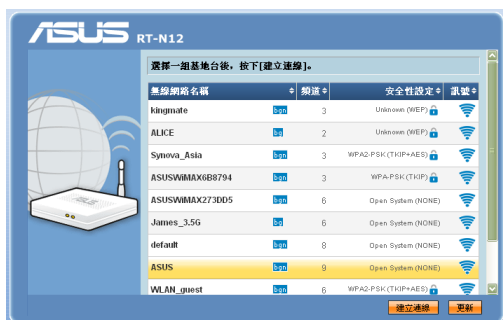 ASUS RT-N12
選擇一組基地台後，按下[建立連線]。
無線網路名稱 頻道 安全性設定 訊號
kingmate bgn 3 Unknown (WEP)
ALICE bg 2 Unknown (WEP)
Synova_Asia bgn 3 WPA2-PSK(TKIP+AES)
ASUSWiMAX6B8794 bgn 3 WPA-PSK(TKIP)
ASUSWiMAX273DD5 bgn 6 Open System (NONE)
James_3.5G bg 6 Open System (NONE)
default bgn 8 Open System (NONE)
ASUS bgn 9 Open System (NONE)
WLAN_guest bgn 6 WPA2-PSK(TKIP+AES)
建立連線 更新